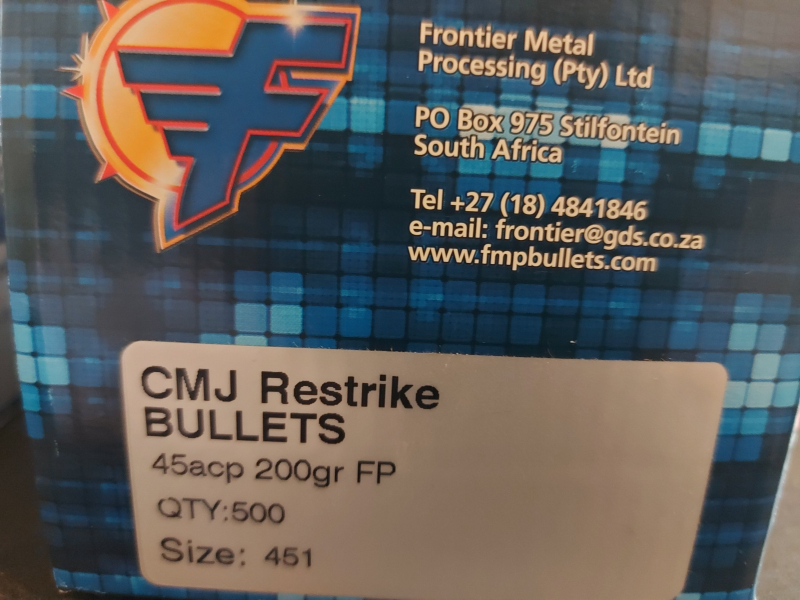 F
Frontier Metal
Processing (Pty) Ltd
PO Box 975 Stilfontein
South Africa
Tel +27 (18) 4841846
e-mail: frontier@gds.co.za
www.fmpbullets.com
CMJ Restrike
BULLETS
45acp 200gr FP
QTY:500
Size: 451